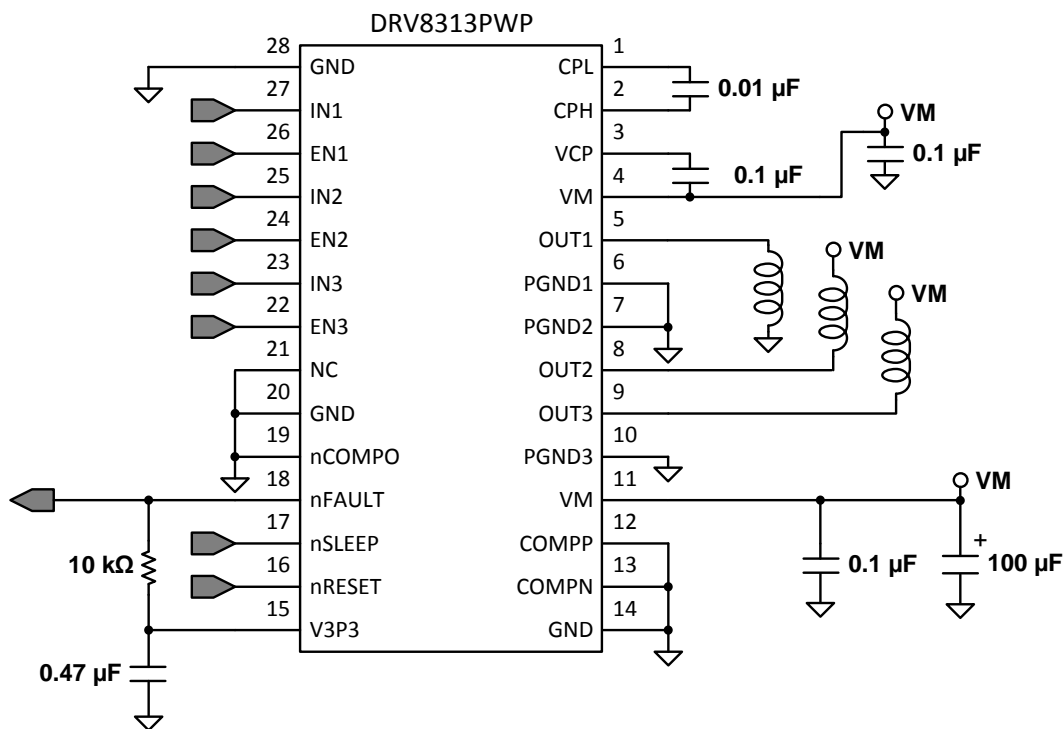 DRV8313PWP
28
GND
27
IN1
26
EN1
25
IN2
24
EN2
23
IN3
22
EN3
21
NC
20
GND
19
nCOMPO
18
nFAULT
17
nSLEEP
16
nRESET
15
V3P3
10 kΩ
0.47 µF
1
CPL
2
CPH
0.01 µF
3
VCP
4
VM
0.1 µF
VM
0.1 µF
5
OUT1
6
PGND1
7
PGND2
8
OUT2
VM
9
OUT3
VM
10
PGND3
11
VM
VM
12
COMPP
13
COMPN
14
GND
0.1 µF
+
100 µF